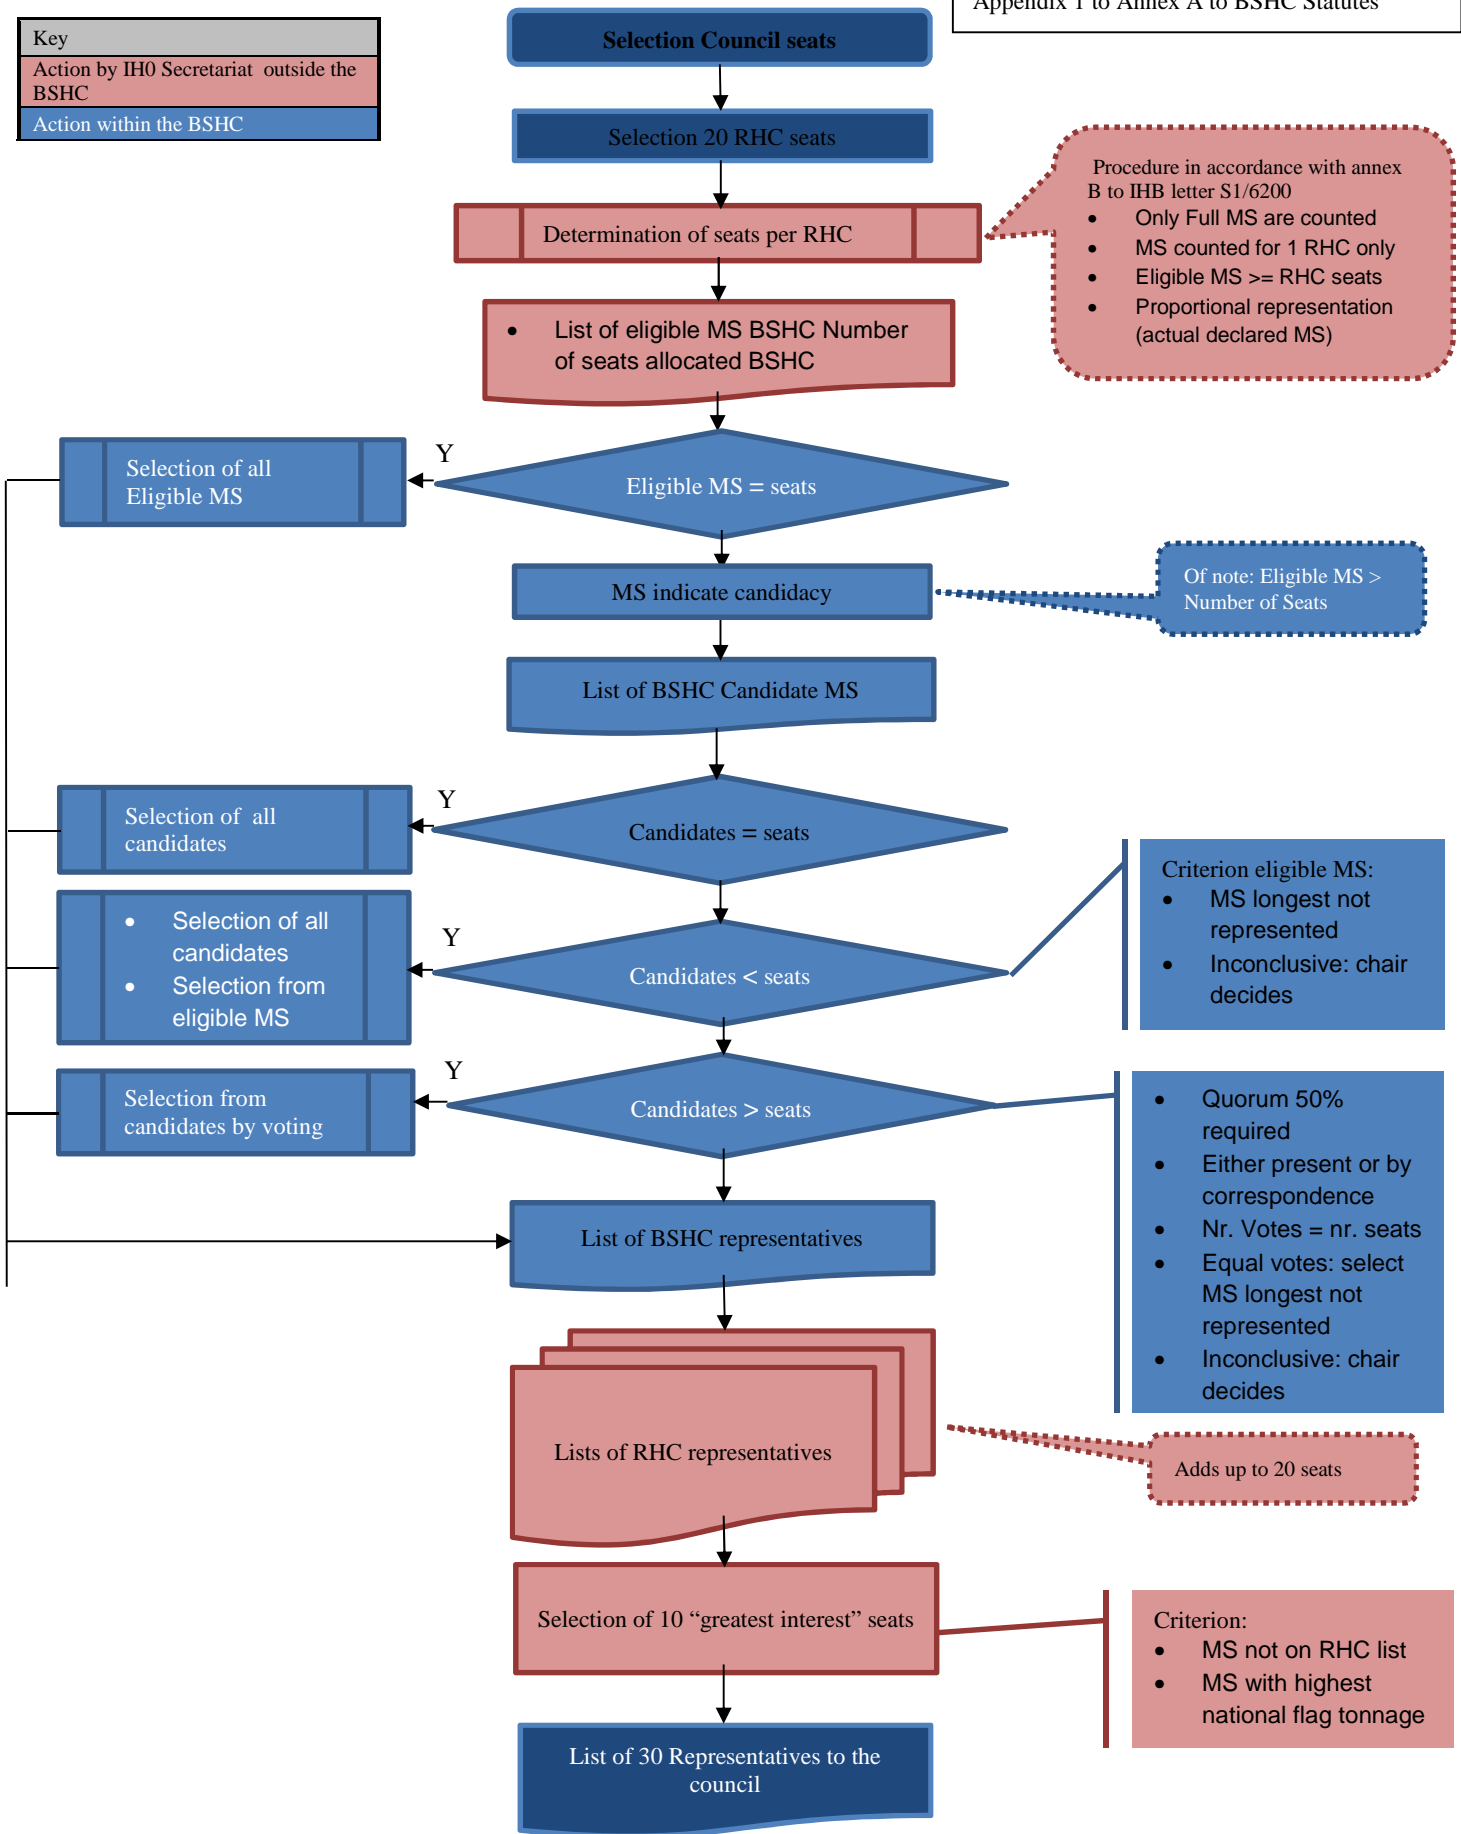 Appendix 1 to Annex A to BSHC Statutes
Key
Action by IH0 Secretariat outside the
BSHC
Action within the BSHC
Selection Council seats
Selection 20 RHC seats
Determination of seats per RHC
Procedure in accordance with annex
B to IHB letter S1/6200
• Only Full MS are counted
• MS counted for 1 RHC only
• Eligible MS >= RHC seats
• Proportional representation
(actual declared MS)
• List of eligible MS BSHC Number
of seats allocated BSHC
Y
Selection of all
Eligible MS
Eligible MS = seats
MS indicate candidacy
Of note: Eligible MS >
Number of Seats
List of BSHC Candidate MS
Y
Selection of all
candidates
Candidates = seats
Criterion eligible MS:
• MS longest not
represented
• Inconclusive: chair
decides
• Selection of all
candidates
• Selection from
eligible MS
Y
Candidates < seats
Y
Selection from
candidates by voting
Candidates > seats
• Quorum 50%
required
• Either present or by
correspondence
• Nr. Votes = nr. seats
• Equal votes: select
MS longest not
represented
• Inconclusive: chair
decides
List of BSHC representatives
Lists of RHC representatives
Adds up to 20 seats
Selection of 10 “greatest interest” seats
Criterion:
• MS not on RHC list
• MS with highest
national flag tonnage
List of 30 Representatives to the
council